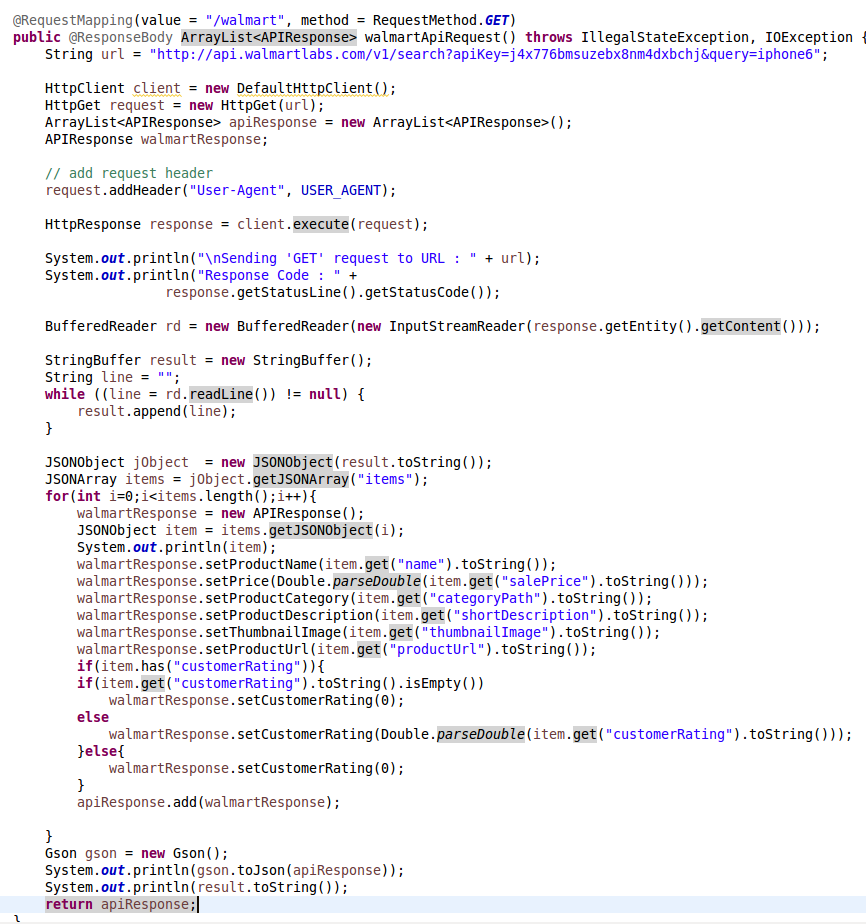 @RequestMapping(value = "/walmart", method = RequestMethod.GET)
public @ResponseBody ArrayList<APIResponse> walmartApiRequest() throws IllegalStateException, IOException {
    String url = "http://api.walmartlabs.com/v1/search?apiKey=j4x776bmsuzebx8nm4dxbchj&query=iphone6";

    HttpClient client = new DefaultHttpClient();
    HttpGet request = new HttpGet(url);
    ArrayList<APIResponse> apiResponse = new ArrayList<APIResponse>();
    APIResponse walmartResponse;

    // add request header
    request.addHeader("User-Agent", USER_AGENT);

    HttpResponse response = client.execute(request);

    System.out.println("\nSending 'GET' request to URL : " + url);
    System.out.println("Response Code : " +
                   response.getStatusLine().getStatusCode());

    BufferedReader rd = new BufferedReader(new InputStreamReader(response.getEntity().getContent()));

    StringBuffer result = new StringBuffer();
    String line = "";
    while ((line = rd.readLine()) != null) {
        result.append(line);
    }

    JSONObject jObject  = new JSONObject(result.toString());
    JSONArray items = jObject.getJSONArray("items");
    for(int i=0;i<items.length();i++){
        walmartResponse = new APIResponse();
        JSONObject item = items.getJSONObject(i);
        System.out.println(item);
        walmartResponse.setProductName(item.get("name").toString());
        walmartResponse.setPrice(Double.parseDouble(item.get("salePrice").toString()));
        walmartResponse.setProductCategory(item.get("categoryPath").toString());
        walmartResponse.setProductDescription(item.get("shortDescription").toString());
        walmartResponse.setThumbnailImage(item.get("thumbnailImage").toString());
        walmartResponse.setProductUrl(item.get("productUrl").toString());
        if(item.has("customerRating")){
        if(item.get("customerRating").toString().isEmpty())
            walmartResponse.setCustomerRating(0);
        else
            walmartResponse.setCustomerRating(Double.parseDouble(item.get("customerRating").toString()));
        }else{
            walmartResponse.setCustomerRating(0);
        }
        apiResponse.add(walmartResponse);

    }
    Gson gson = new Gson();
    System.out.println(gson.toJson(apiResponse));
    System.out.println(result.toString());
    return apiResponse;
}